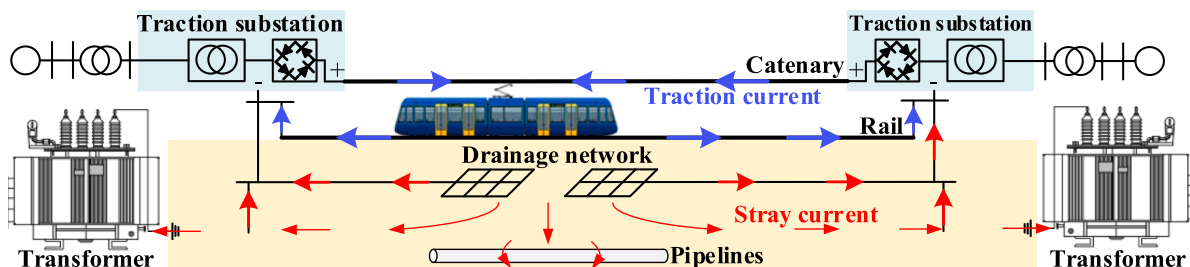 Traction substation
Traction substation
+
Catenary
+
-
-
Traction current
Rail
Drainage network
Stray current
Pipelines
Transformer
Transformer